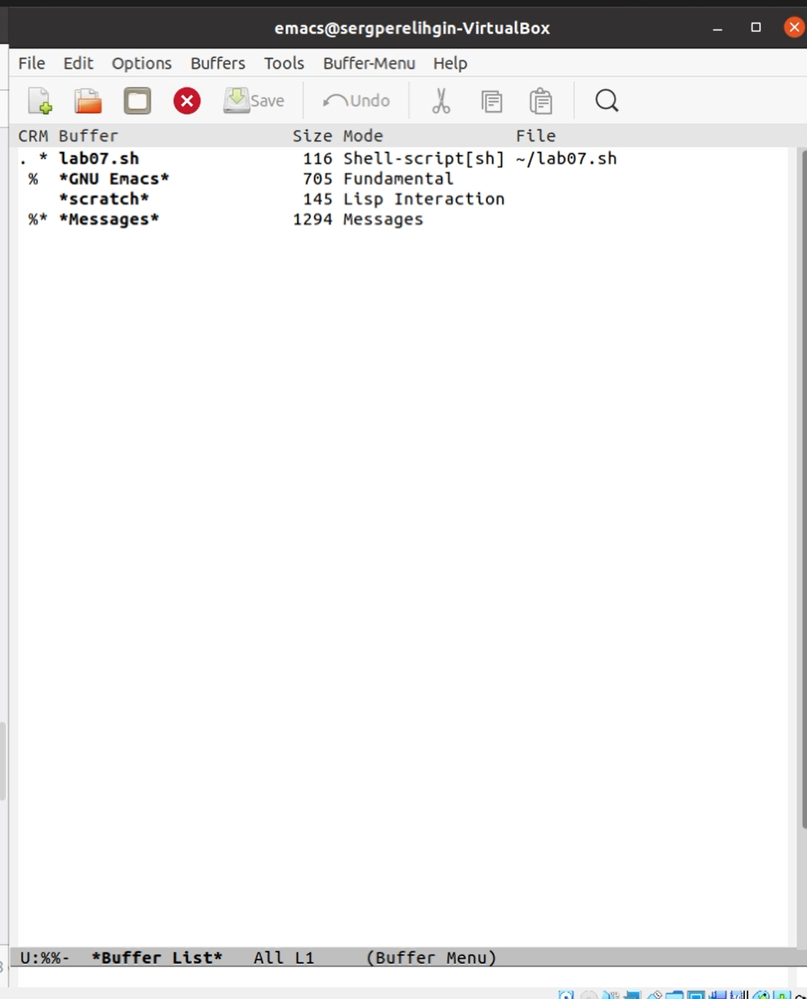 emacs@sergperelihgin-VirtualBox
File Edit Options Buffers Tools Buffer-Menu Help
Save Undo
CRM Buffer Size Mode File
. * lab07.sh 116 Shell-script[sh] ~/lab07.sh
% *GNU Emacs* 705 Fundamental
*scratch* 145 Lisp Interaction
%* *Messages* 1294 Messages
U:%%- *Buffer List* All L1 (Buffer Menu)